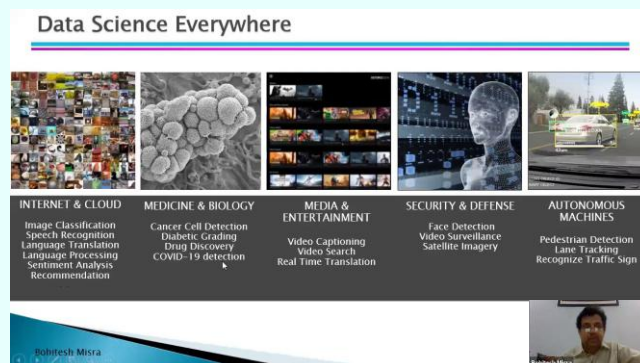 Data Science Everywhere
INTERNET & CLOUD
Image Classification
Speech Recognition
Language Translation
Language Processing
Sentiment Analysis
Recommendation
MEDICINE & BIOLOGY
Cancer Cell Detection
Diabetic Grading
Drug Discovery
COVID-19 detection
MEDIA &
ENTERTAINMENT
Video Captioning
Video Search
Real Time Translation
SECURITY & DEFENSE
Face Detection
Video Surveillance
Satellite Imagery
AUTONOMOUS
MACHINES
Pedestrian Detection
Lane Tracking
Recognize Traffic Sign
Bohitesh Misra
Bohitesh Misra